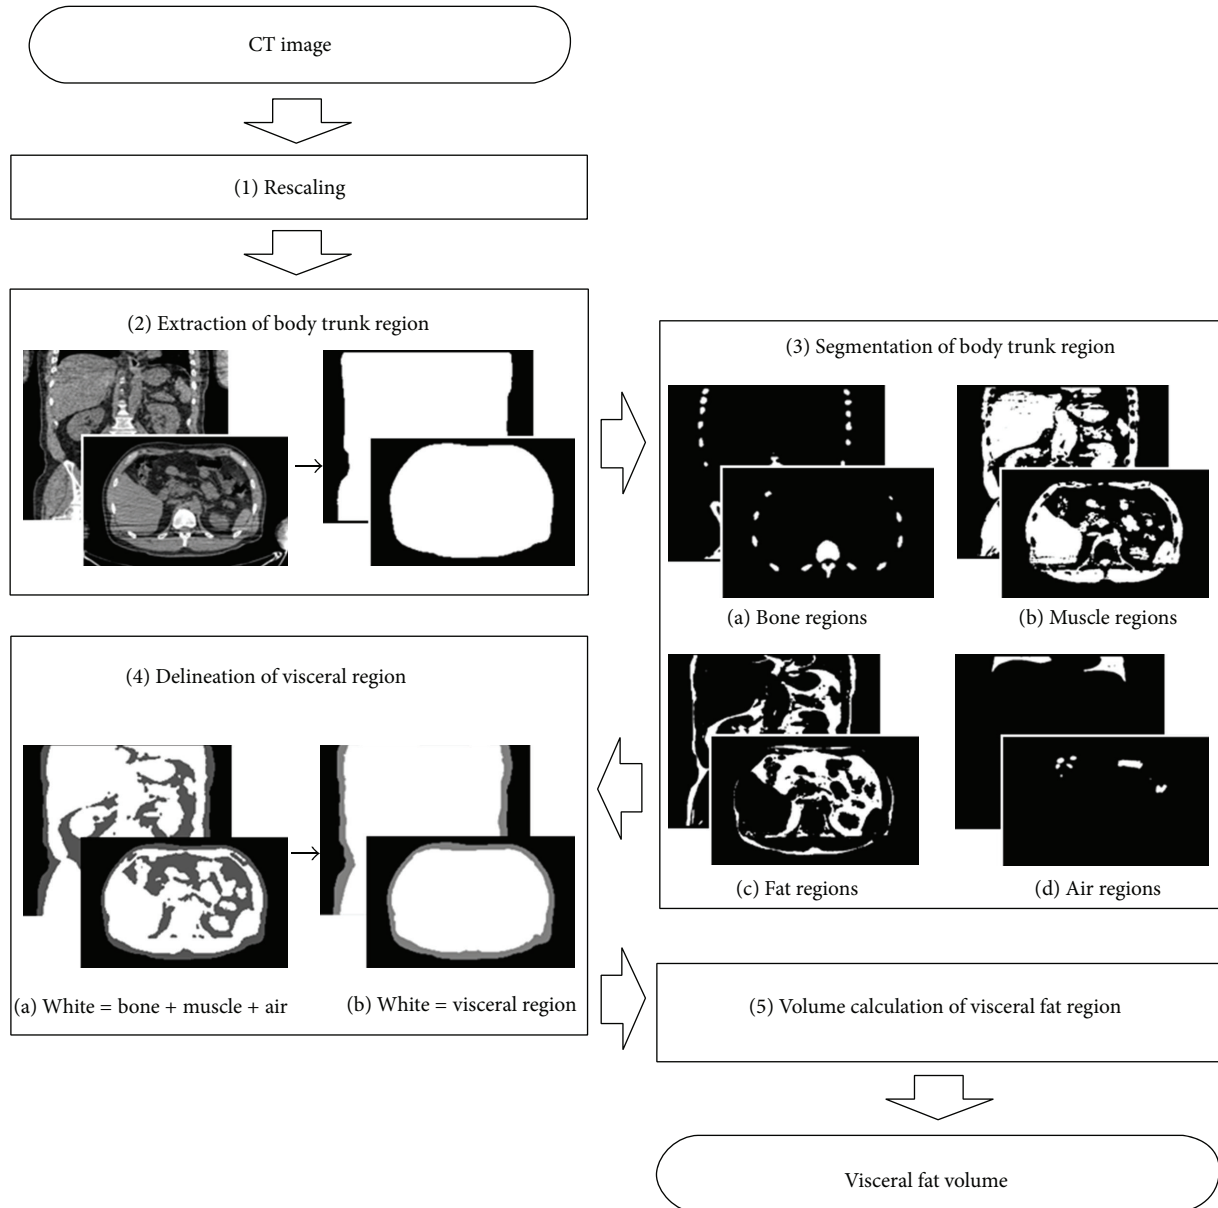 CT image
(1) Rescaling
(2) Extraction of body trunk region
(3) Segmentation of body trunk region
(a) Bone regions
(b) Muscle regions
(c) Fat regions
(d) Air regions
(4) Delineation of visceral region
(a) White = bone + muscle + air
(b) White = visceral region
(5) Volume calculation of visceral fat region
Visceral fat volume